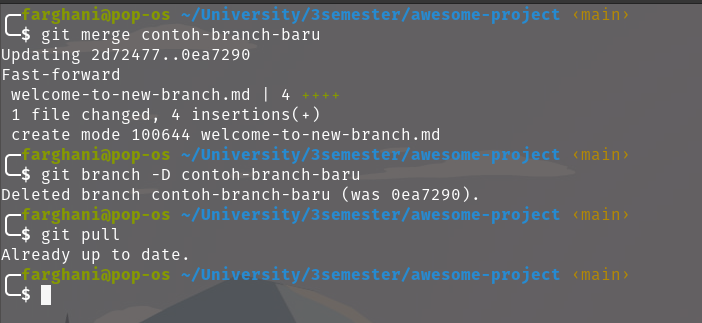 farghani@pop-os ~/University/3semester/awesome-project ‹main›
$ git merge contoh-branch-baru
Updating 2d72477..0ea7290
Fast-forward
welcome-to-new-branch.md | 4 ++++
1 file changed, 4 insertions(+)
create mode 100644 welcome-to-new-branch.md
farghani@pop-os ~/University/3semester/awesome-project ‹main›
$ git branch -D contoh-branch-baru
Deleted branch contoh-branch-baru (was 0ea7290).
farghani@pop-os ~/University/3semester/awesome-project ‹main›
$ git pull
Already up to date.
farghani@pop-os ~/University/3semester/awesome-project ‹main›
$